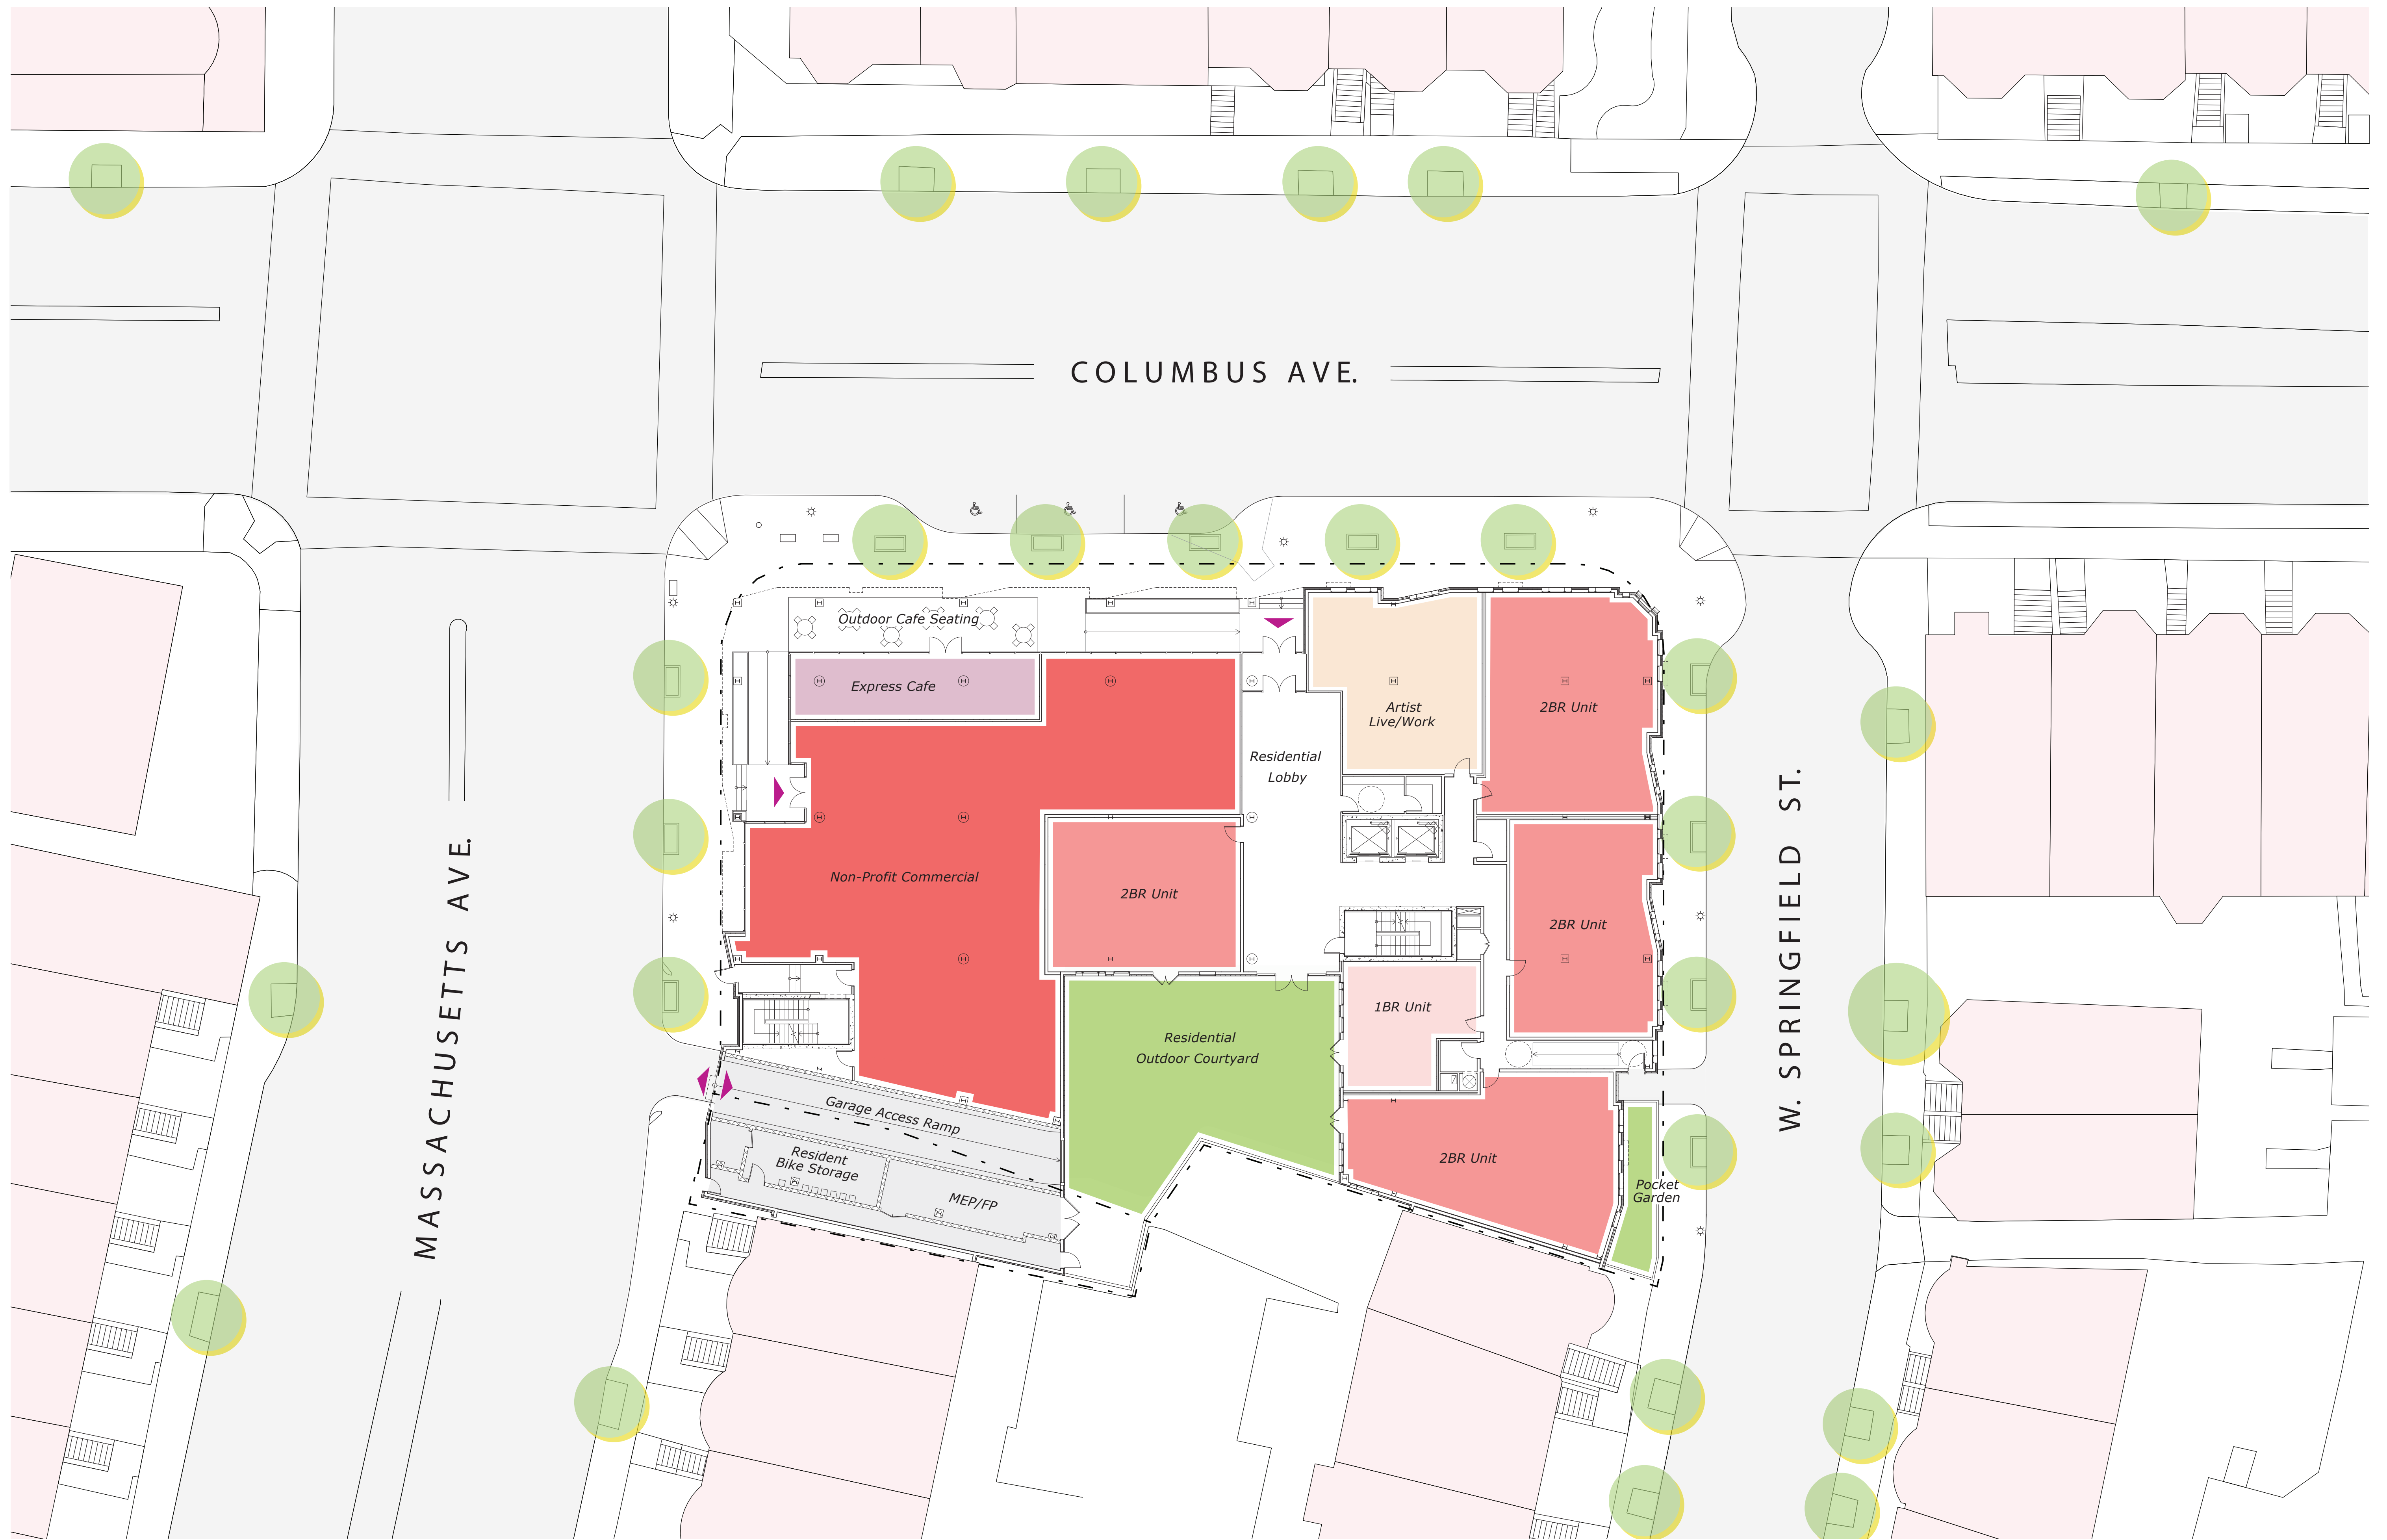 COLUMBUS AVE.
Outdoor Cafe Seating
Express Cafe
Artist
Live/Work
2BR Unit
Residential
Lobby
Non-Profit Commercial
2BR Unit
2BR Unit
1BR Unit
Residential
Outdoor Courtyard
Garage Access Ramp
Resident
Bike Storage
MEP/FP
2BR Unit
Pocket
Garden
MASSACHUSETTS AVE.
W. SPRINGFIELD ST.